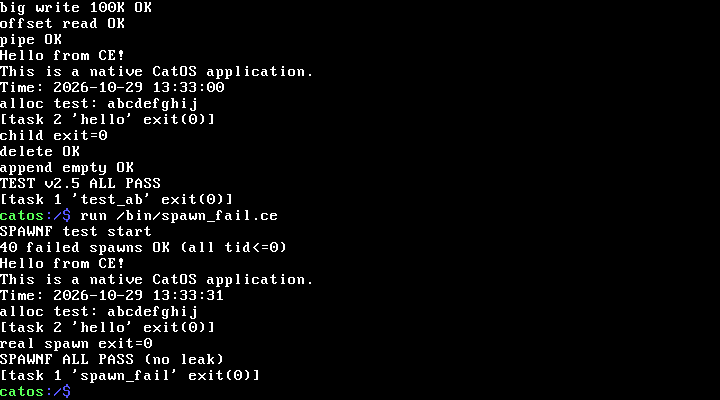 big write 100K OK
offset read OK
pipe OK
Hello from CE!
This is a native CatOS application.
Time: 2026-10-29 13:33:00
alloc test: abcdefghij
[task 2 'hello' exit(0)]
child exit=0
delete OK
append empty OK
TEST v2.5 ALL PASS
[task 1 'test_ab' exit(0)]
catos:/$ run /bin/spawn_fail.ce
SPAWNF test start
40 failed spawns OK (all tid<=0)
Hello from CE!
This is a native CatOS application.
Time: 2026-10-29 13:33:31
alloc test: abcdefghij
[task 2 'hello' exit(0)]
real spawn exit=0
SPAWNF ALL PASS (no leak)
[task 1 'spawn_fail' exit(0)]
catos:/$